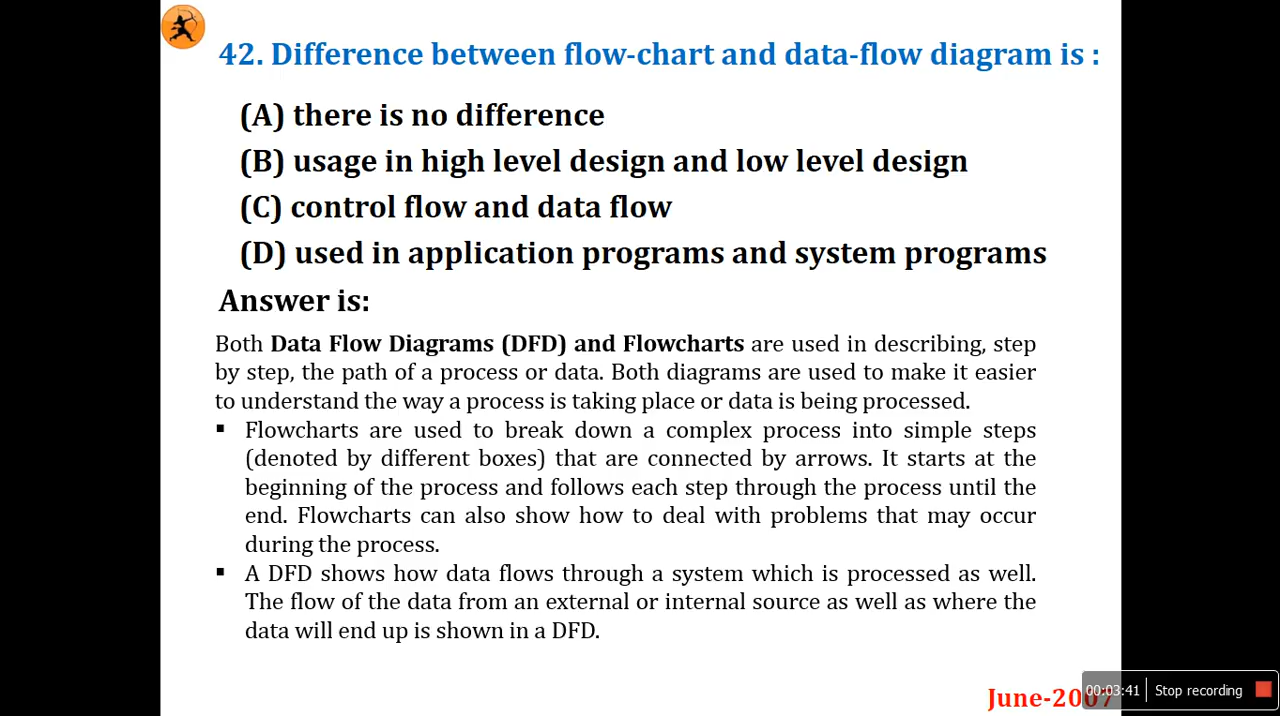 42. Difference between flow-chart and data-flow diagram is :
(A) there is no difference
(B) usage in high level design and low level design
(C) control flow and data flow
(D) used in application programs and system programs
Answer is:
Both Data Flow Diagrams (DFD) and Flowcharts are used in describing, step
by step, the path of a process or data. Both diagrams are used to make it easier
to understand the way a process is taking place or data is being processed.
▪ Flowcharts are used to break down a complex process into simple steps
(denoted by different boxes) that are connected by arrows. It starts at the
beginning of the process and follows each step through the process until the
end. Flowcharts can also show how to deal with problems that may occur
during the process.
▪ A DFD shows how data flows through a system which is processed as well.
The flow of the data from an external or internal source as well as where the
data will end up is shown in a DFD.
June-2007
00:03:41 Stop recording